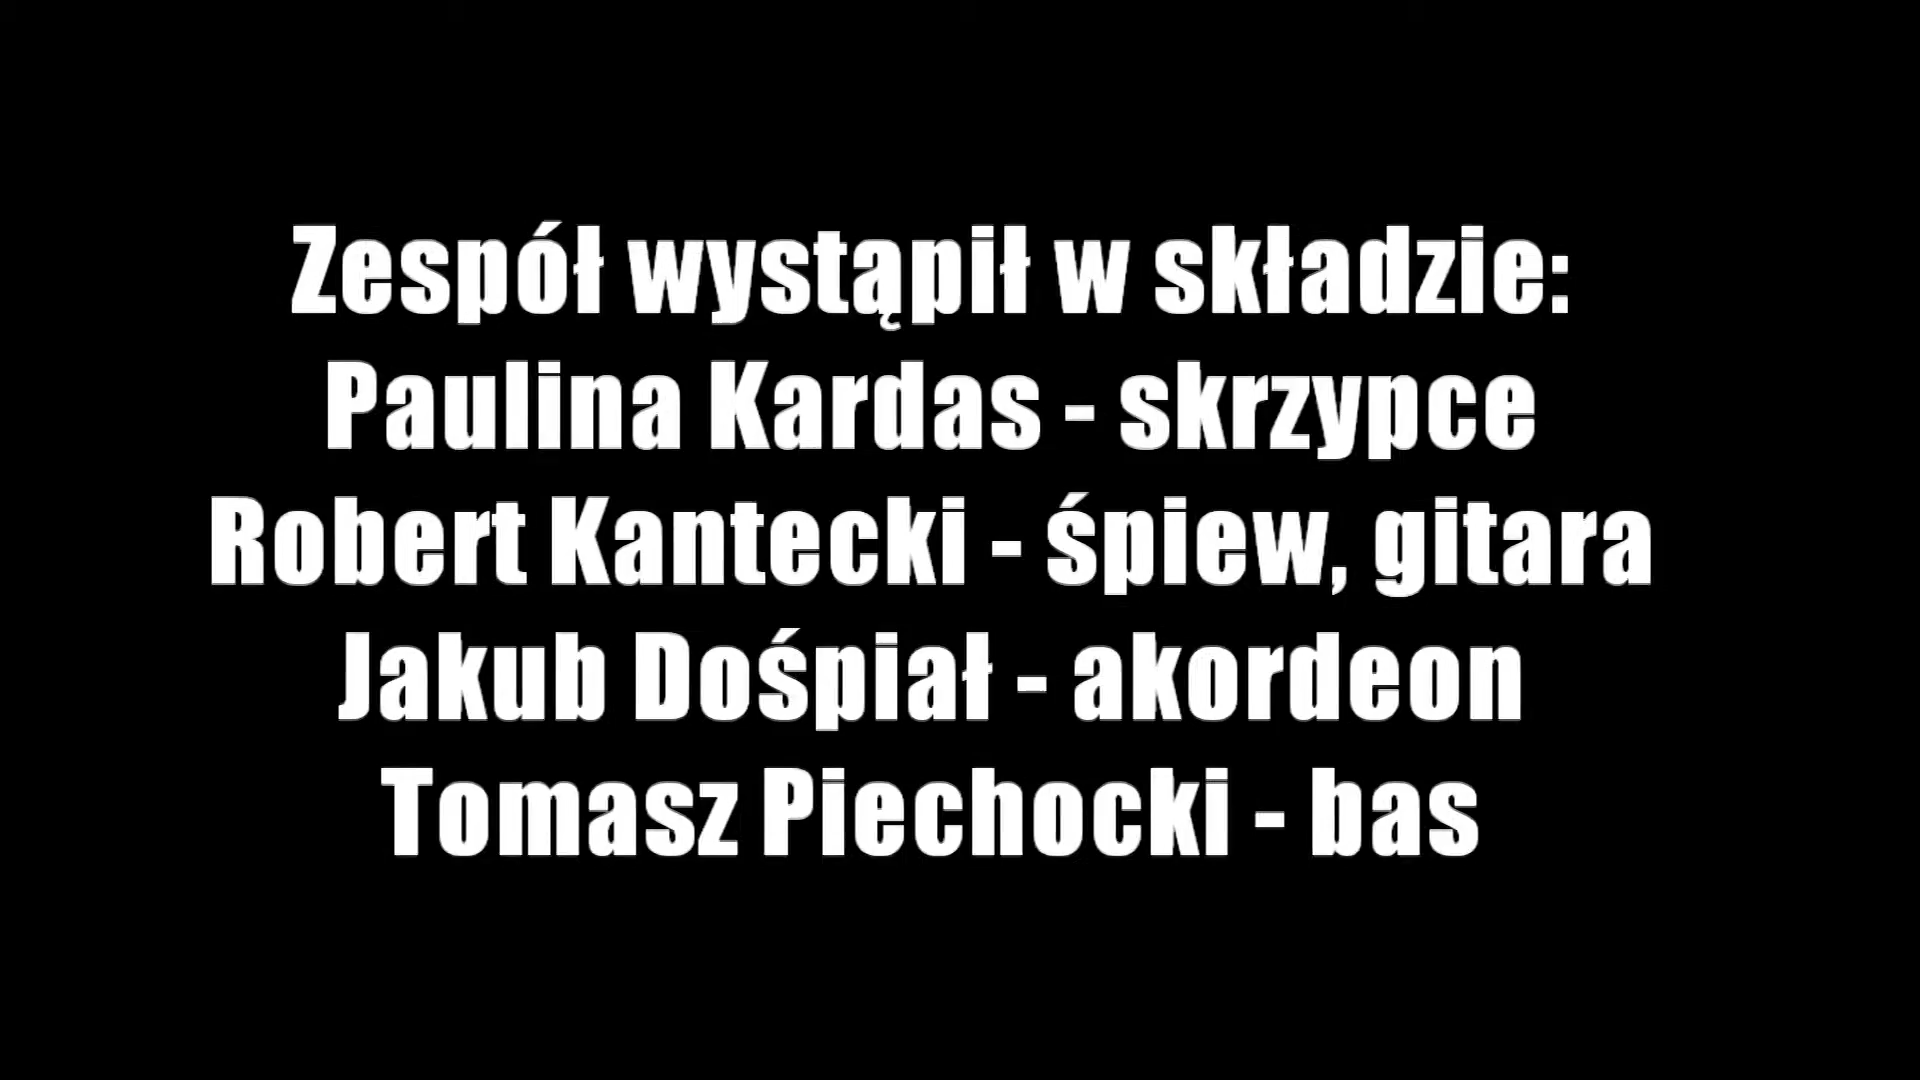 Zespół wystąpił w składzie:
Paulina Kardas - skrzypce
Robert Kantecki - śpiew, gitara
Jakub Dośpiał - akordeon
Tomasz Piechocki - bas